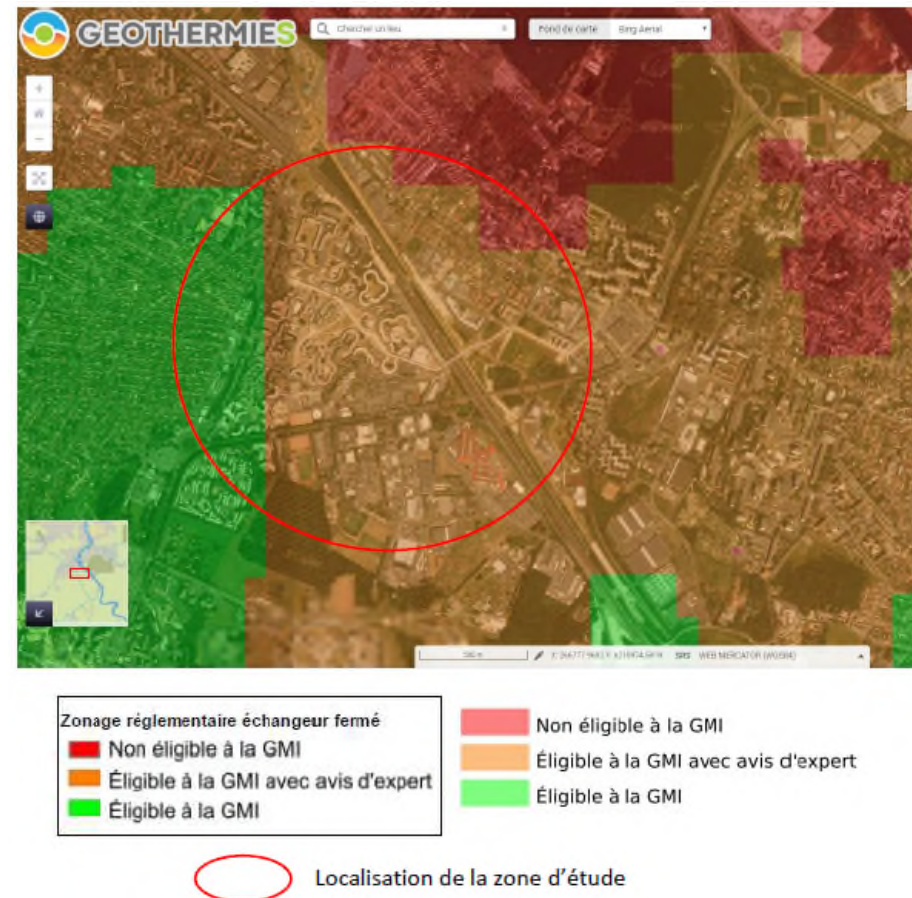 GEOTHERMIES
Chercher un lieu
Fond de carte Bing Aerial
WEB MERCATOR
Zonage réglementaire échangeur fermé
Non éligible à la GMI
Éligible à la GMI avec avis d'expert
Éligible à la GMI
Non éligible à la GMI
Éligible à la GMI avec avis d'expert
Éligible à la GMI
Localisation de la zone d'étude